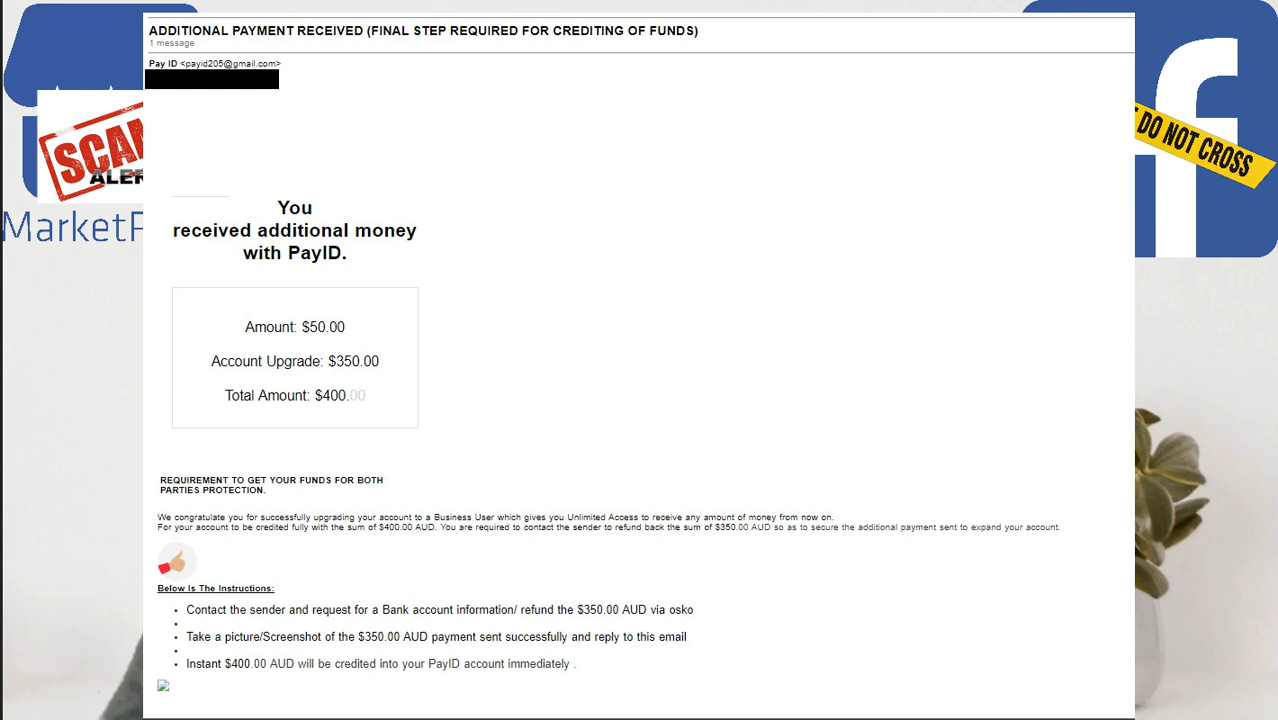 ADDITIONAL PAYMENT RECEIVED (FINAL STEP REQUIRED FOR CREDITING OF FUNDS)
1 message
Pay ID <payid205@gmail.com>
SCAM
ALER
MarketP
DO NOT CROSS
You
received additional money
with PayID.
Amount: $50.00
Account Upgrade: $350.00
Total Amount: $400.00
REQUIREMENT TO GET YOUR FUNDS FOR BOTH
PARTIES PROTECTION.
We congratulate you for successfully upgrading your account to a Business User which gives you Unlimited Access to receive any amount of money from now on.
For your account to be credited fully with the sum of $400.00 AUD. You are required to contact the sender to refund back the sum of $350.00 AUD so as to secure the additional payment sent to expand your account.
Below Is The Instructions:
Contact the sender and request for a Bank account information/ refund the $350.00 AUD via osko
Take a picture/Screenshot of the $350.00 AUD payment sent successfully and reply to this email
Instant $400.00 AUD will be credited into your PayID account immediately .